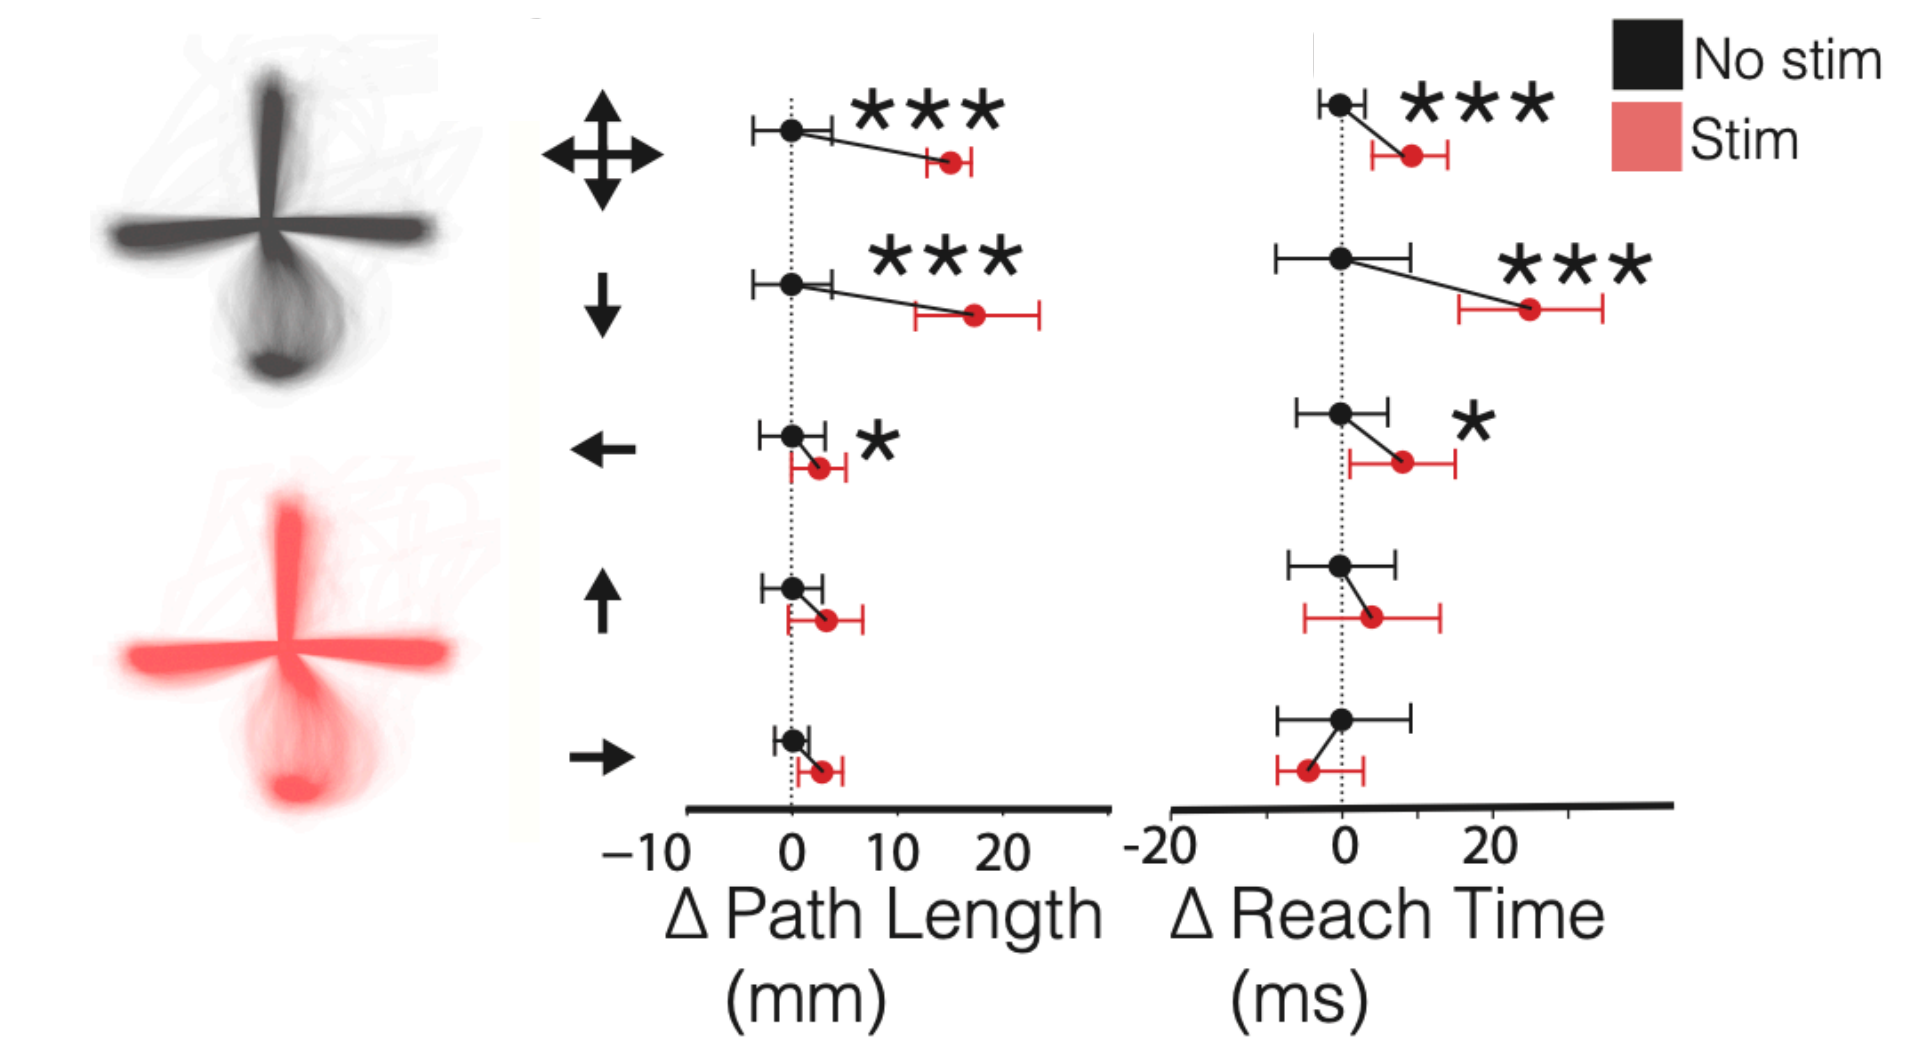 No stim
Stim
***
***
***
***
*
*
−10 0 10 20
-20 0 20
Δ Path Length
(mm)
Δ Reach Time
(ms)